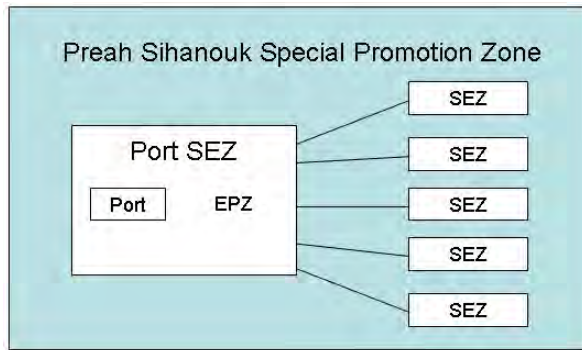 Preah Sihanouk Special Promotion Zone
Port SEZ
Port
EPZ
SEZ
SEZ
SEZ
SEZ
SEZ